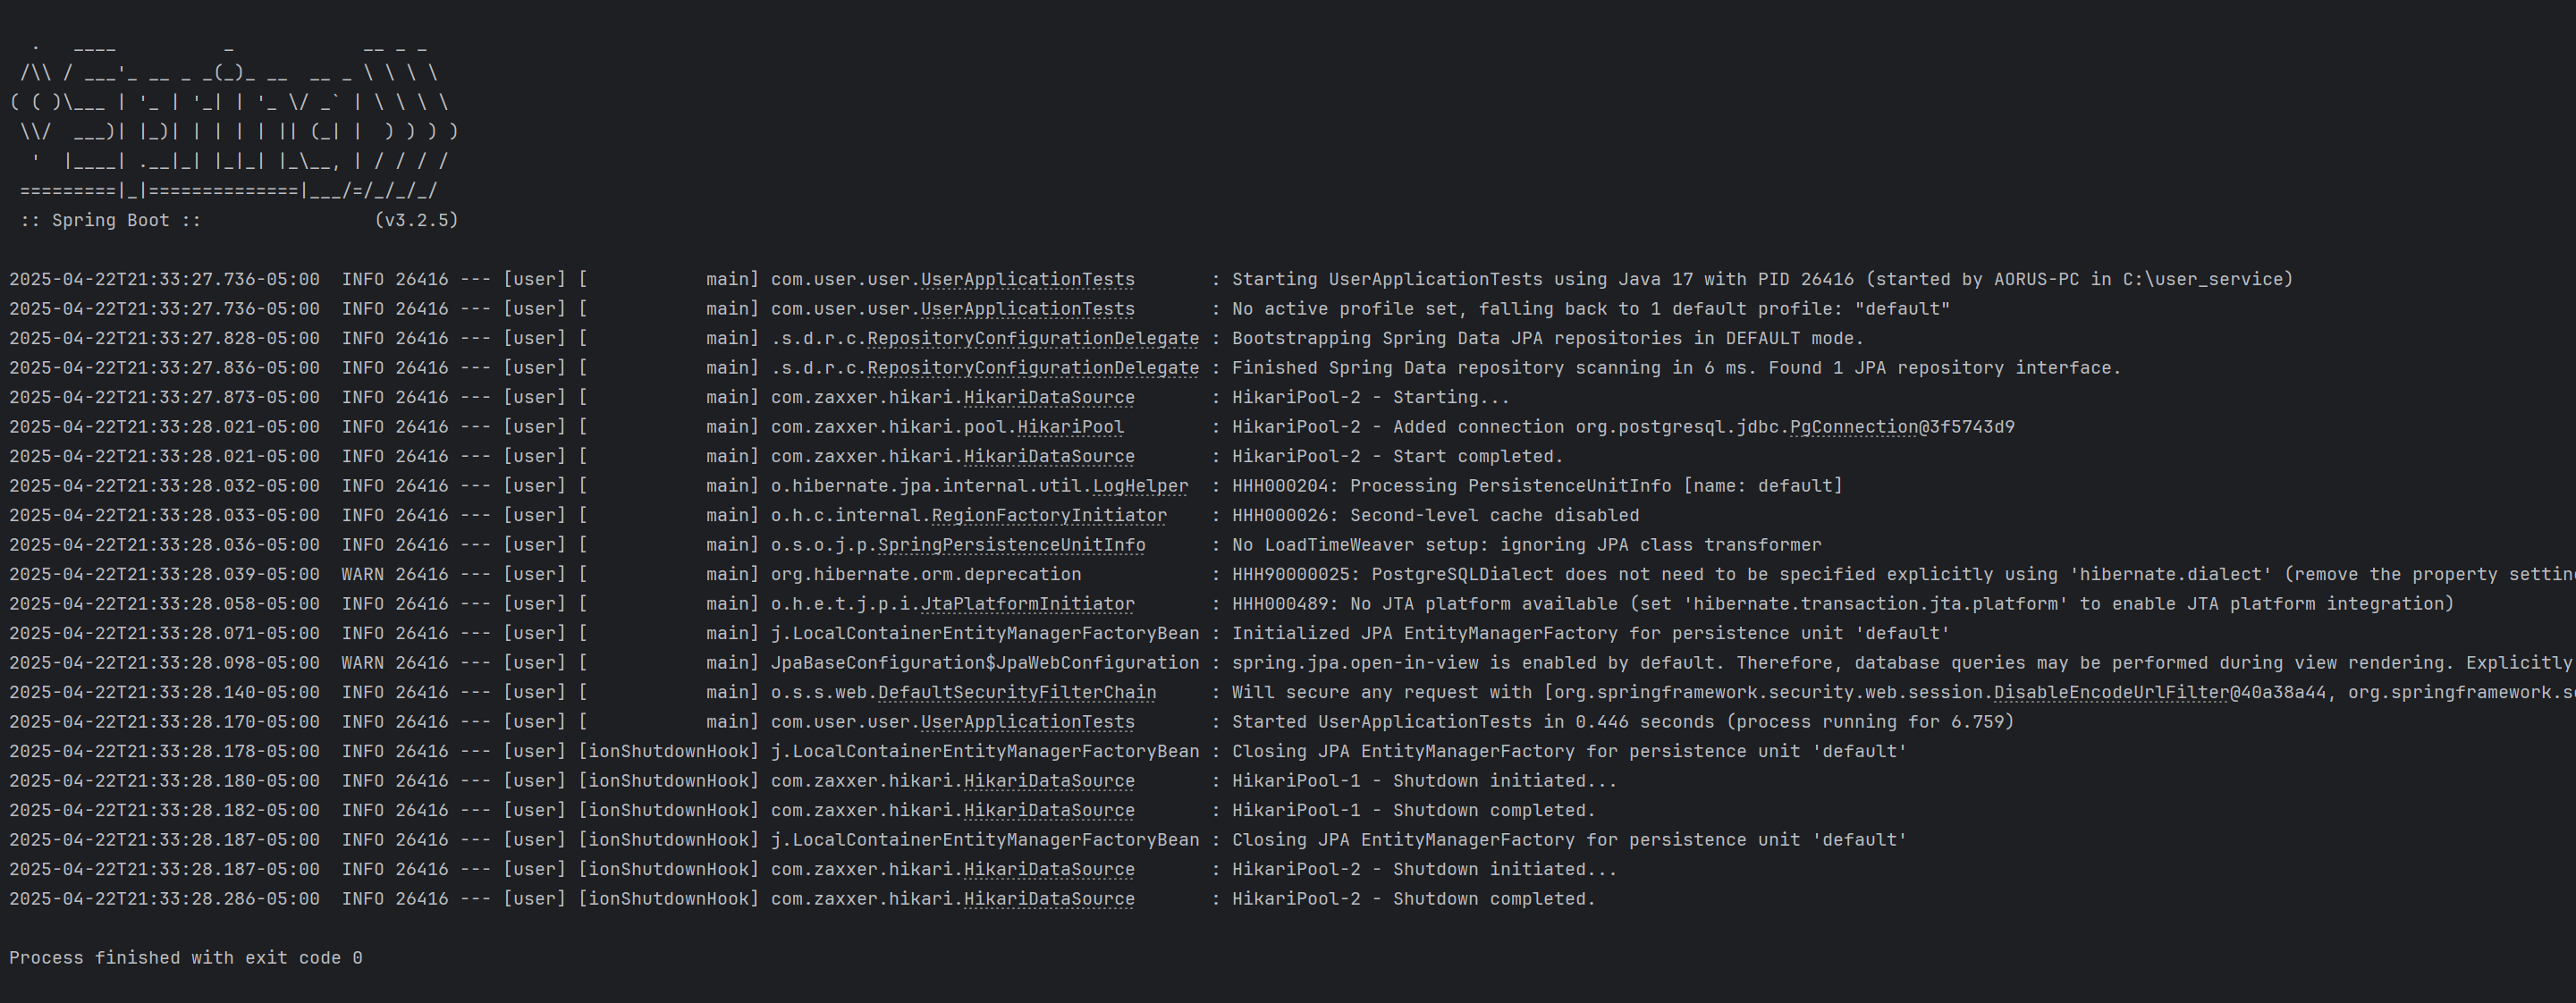 .   ____          _            __ _ _
 /\\ / ___'_ __ _ _(_)_ __  __ _ \ \ \ \
( ( )\___ | '_ | '_| | '_ \/ _` | \ \ \ \
 \\/  ___)| |_)| | | | | || (_| |  ) ) ) )
  '  |____| .__|_| |_|_| |_\__, | / / / /
 =========|_|==============|___/=/_/_/_/
 :: Spring Boot ::                (v3.2.5)
2025-04-22T21:33:27.736-05:00  INFO 26416 --- [user] [           main] com.user.user.UserApplicationTests       : Starting UserApplicationTests using Java 17 with PID 26416 (started by AORUS-PC in C:\user_service)
2025-04-22T21:33:27.736-05:00  INFO 26416 --- [user] [           main] com.user.user.UserApplicationTests       : No active profile set, falling back to 1 default profile: "default"
2025-04-22T21:33:27.828-05:00  INFO 26416 --- [user] [           main] .s.d.r.c.RepositoryConfigurationDelegate : Bootstrapping Spring Data JPA repositories in DEFAULT mode.
2025-04-22T21:33:27.836-05:00  INFO 26416 --- [user] [           main] .s.d.r.c.RepositoryConfigurationDelegate : Finished Spring Data repository scanning in 6 ms. Found 1 JPA repository interface.
2025-04-22T21:33:27.873-05:00  INFO 26416 --- [user] [           main] com.zaxxer.hikari.HikariDataSource       : HikariPool-2 - Starting...
2025-04-22T21:33:28.021-05:00  INFO 26416 --- [user] [           main] com.zaxxer.hikari.pool.HikariPool        : HikariPool-2 - Added connection org.postgresql.jdbc.PgConnection@3f5743d9
2025-04-22T21:33:28.021-05:00  INFO 26416 --- [user] [           main] com.zaxxer.hikari.HikariDataSource       : HikariPool-2 - Start completed.
2025-04-22T21:33:28.032-05:00  INFO 26416 --- [user] [           main] o.hibernate.jpa.internal.util.LogHelper  : HHH000204: Processing PersistenceUnitInfo [name: default]
2025-04-22T21:33:28.033-05:00  INFO 26416 --- [user] [           main] o.h.c.internal.RegionFactoryInitiator    : HHH000026: Second-level cache disabled
2025-04-22T21:33:28.036-05:00  INFO 26416 --- [user] [           main] o.s.o.j.p.SpringPersistenceUnitInfo      : No LoadTimeWeaver setup: ignoring JPA class transformer
2025-04-22T21:33:28.039-05:00  WARN 26416 --- [user] [           main] org.hibernate.orm.deprecation            : HHH90000025: PostgreSQLDialect does not need to be specified explicitly using 'hibernate.dialect' (remove the property settin
2025-04-22T21:33:28.058-05:00  INFO 26416 --- [user] [           main] o.h.e.t.j.p.i.JtaPlatformInitiator       : HHH000489: No JTA platform available (set 'hibernate.transaction.jta.platform' to enable JTA platform integration)
2025-04-22T21:33:28.071-05:00  INFO 26416 --- [user] [           main] j.LocalContainerEntityManagerFactoryBean : Initialized JPA EntityManagerFactory for persistence unit 'default'
2025-04-22T21:33:28.098-05:00  WARN 26416 --- [user] [           main] JpaBaseConfiguration$JpaWebConfiguration : spring.jpa.open-in-view is enabled by default. Therefore, database queries may be performed during view rendering. Explicitly
2025-04-22T21:33:28.140-05:00  INFO 26416 --- [user] [           main] o.s.s.web.DefaultSecurityFilterChain     : Will secure any request with [org.springframework.security.web.session.DisableEncodeUrlFilter@40a38a44, org.springframework.s
2025-04-22T21:33:28.170-05:00  INFO 26416 --- [user] [           main] com.user.user.UserApplicationTests       : Started UserApplicationTests in 0.446 seconds (process running for 6.759)
2025-04-22T21:33:28.178-05:00  INFO 26416 --- [user] [ionShutdownHook] j.LocalContainerEntityManagerFactoryBean : Closing JPA EntityManagerFactory for persistence unit 'default'
2025-04-22T21:33:28.180-05:00  INFO 26416 --- [user] [ionShutdownHook] com.zaxxer.hikari.HikariDataSource       : HikariPool-1 - Shutdown initiated...
2025-04-22T21:33:28.182-05:00  INFO 26416 --- [user] [ionShutdownHook] com.zaxxer.hikari.HikariDataSource       : HikariPool-1 - Shutdown completed.
2025-04-22T21:33:28.187-05:00  INFO 26416 --- [user] [ionShutdownHook] j.LocalContainerEntityManagerFactoryBean : Closing JPA EntityManagerFactory for persistence unit 'default'
2025-04-22T21:33:28.187-05:00  INFO 26416 --- [user] [ionShutdownHook] com.zaxxer.hikari.HikariDataSource       : HikariPool-2 - Shutdown initiated...
2025-04-22T21:33:28.286-05:00  INFO 26416 --- [user] [ionShutdownHook] com.zaxxer.hikari.HikariDataSource       : HikariPool-2 - Shutdown completed.
Process finished with exit code 0